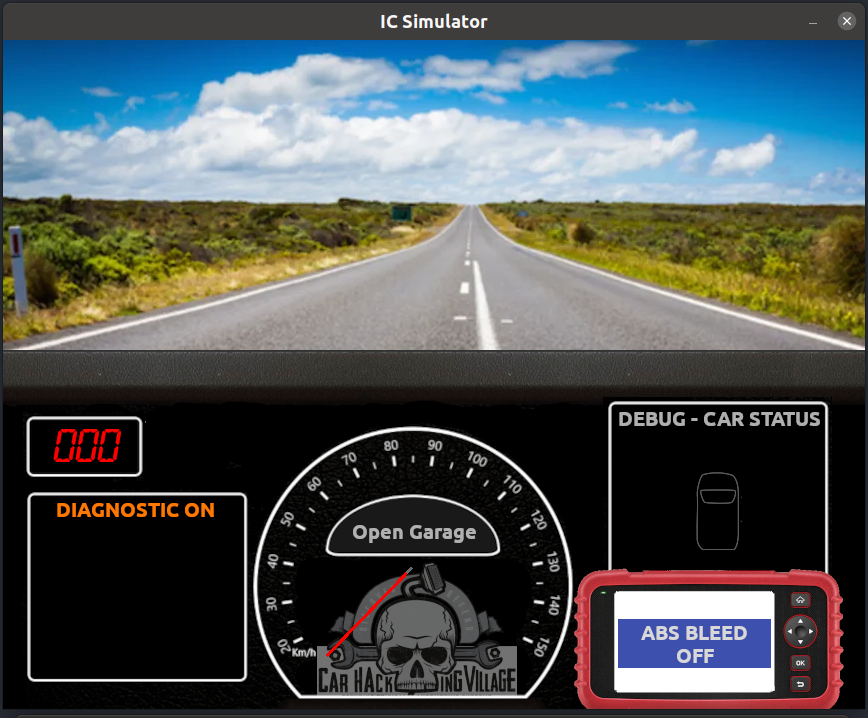 IC Simulator
000
DEBUG - CAR STATUS
DIAGNOSTIC ON
20
30
40
50
60
70
80
90
100
110
120
130
140
150
Km/h
Open Garage
CAR HACKING VILLAGE
ABS BLEED
OFF
OK